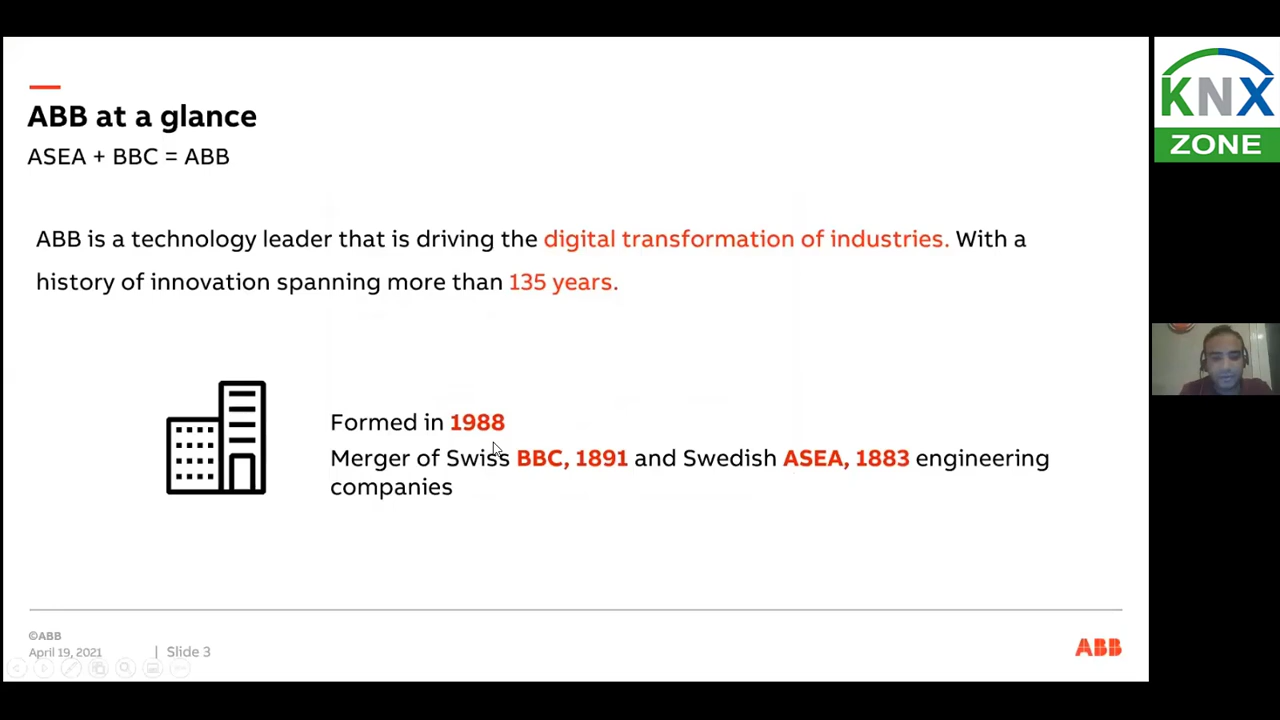 ABB at a glance
ASEA + BBC = ABB
ABB is a technology leader that is driving the digital transformation of industries. With a
history of innovation spanning more than 135 years.
Formed in 1988
Merger of Swiss BBC, 1891 and Swedish ASEA, 1883 engineering
companies
©ABB
April 19, 2021 | Slide 3
ABB
KNX
ZONE